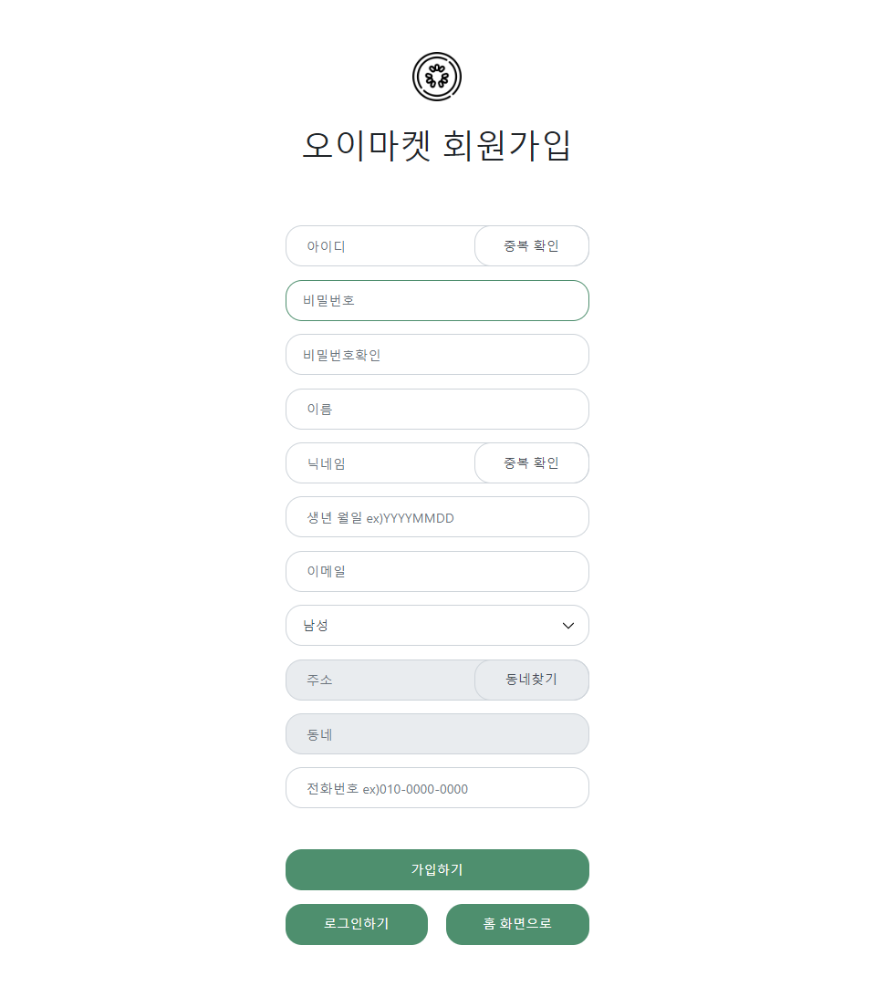 오이마켓 회원가입
아이디 중복 확인
비밀번호
비밀번호확인
이름
닉네임 중복 확인
생년 월일 ex)YYYYMMDD
이메일
남성
주소 동네찾기
동네
전화번호 ex)010-0000-0000
가입하기
로그인하기 홈 화면으로